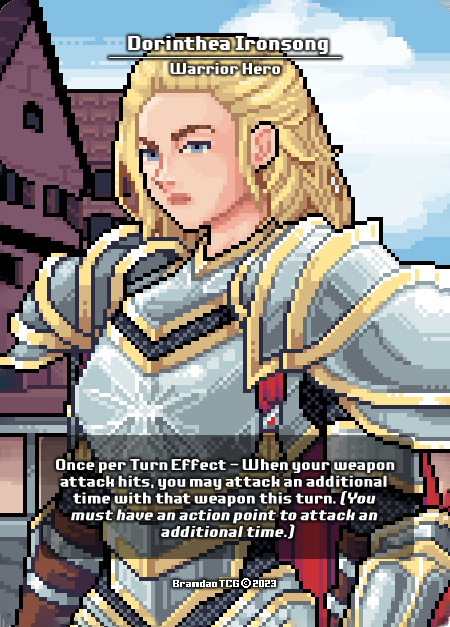 Dorinthea Ironsong
Warrior Hero
Once per Turn Effect – When your weapon
attack hits, you may attack an additional
time with that weapon this turn. (You
must have an action point to attack an
additional time.)
Brandao TCG © 2023